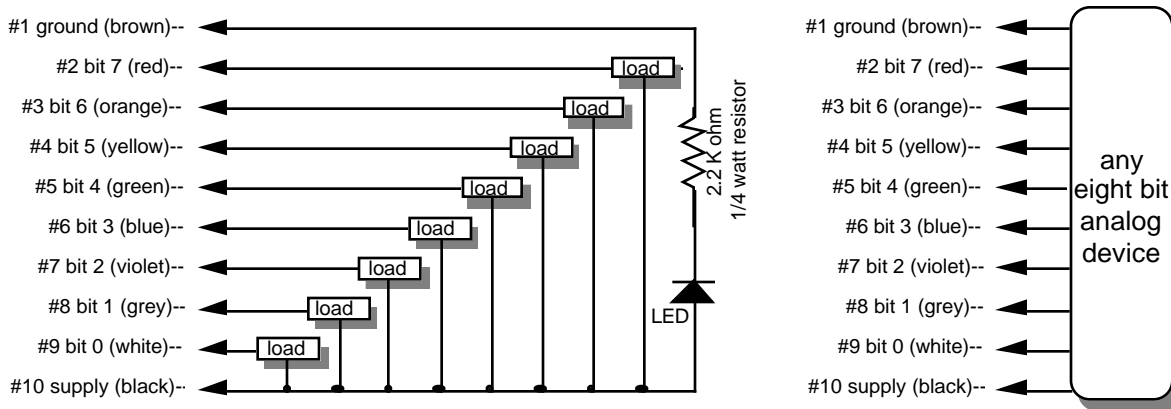 #1 ground (brown)--
#2 bit 7 (red)--
#3 bit 6 (orange)--
#4 bit 5 (yellow)--
#5 bit 4 (green)--
#6 bit 3 (blue)--
#7 bit 2 (violet)--
#8 bit 1 (grey)--
#9 bit 0 (white)--
#10 supply (black)--
load
load
load
load
load
load
load
load
2.2 K ohm
1/4 watt resistor
LED
#1 ground (brown)--
#2 bit 7 (red)--
#3 bit 6 (orange)--
#4 bit 5 (yellow)--
#5 bit 4 (green)--
#6 bit 3 (blue)--
#7 bit 2 (violet)--
#8 bit 1 (grey)--
#9 bit 0 (white)--
#10 supply (black)--
any
eight bit
analog
device